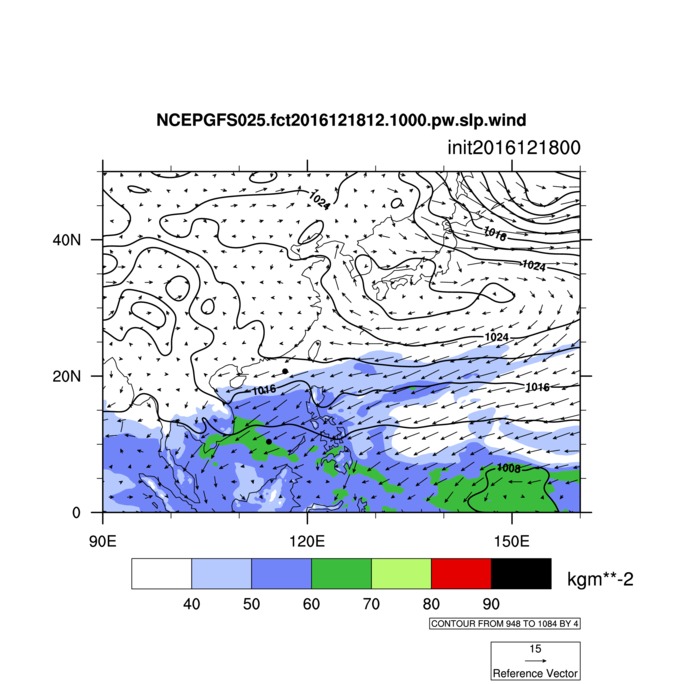 NCEPGFS025.fct2016121812.1000.pw.slp.wind
init2016121800
1024
1016
40N
1024
1024
20N
1016
1016
1008
0
90E 120E 150E
kgm**-2
40 50 60 70 80 90
CONTOUR FROM 948 TO 1084 BY 4
15
Reference Vector